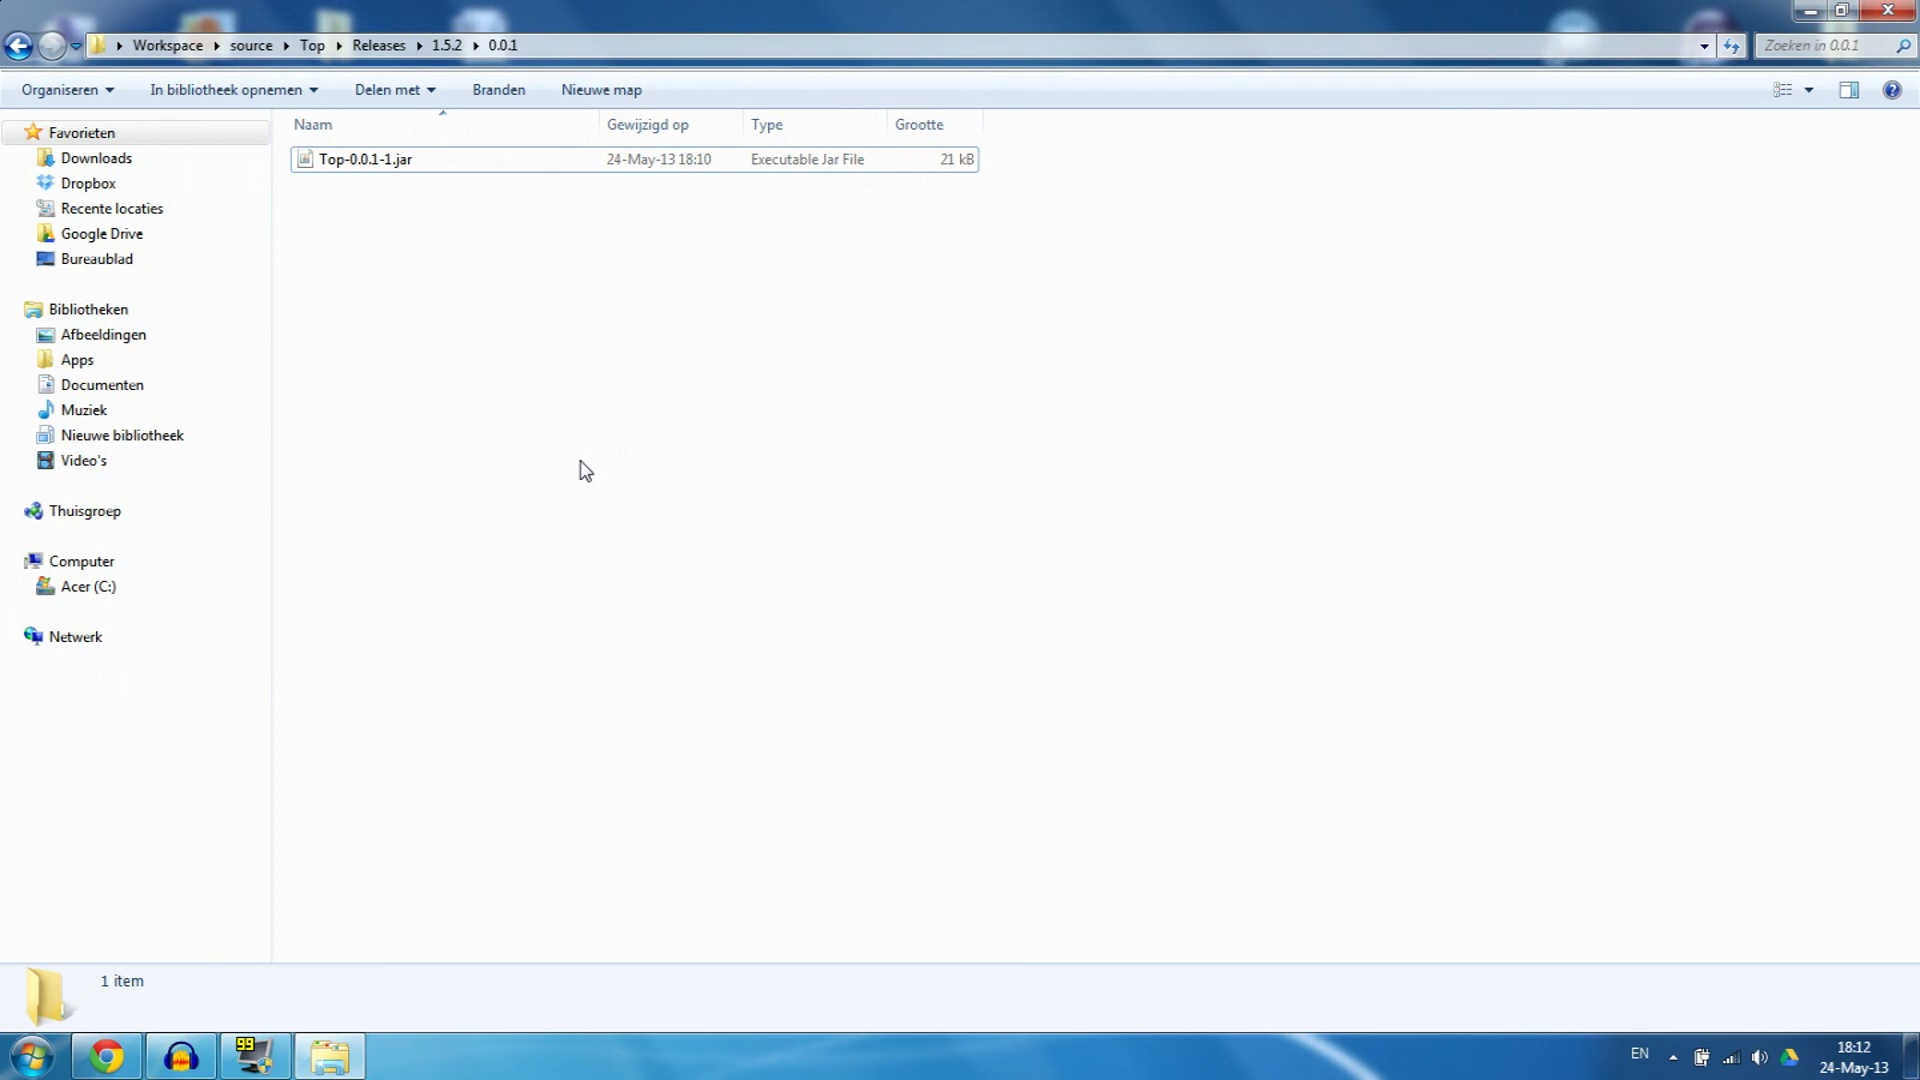 Workspace source Top Releases 1.5.2 0.0.1
Zoeken in 0.0.1
Organiseren In bibliotheek opnemen Delen met Branden Nieuwe map
Naam Gewijzigd op Type Grootte
Top-0.0.1-1.jar 24-May-13 18:10 Executable Jar File 21 kB
Favorieten
Downloads
Dropbox
Recente locaties
Google Drive
Bureaublad
Bibliotheken
Afbeeldingen
Apps
Documenten
Muziek
Nieuwe bibliotheek
Video's
Thuisgroep
Computer
Acer (C:)
Netwerk
1 item
99
EN
18:12
24-May-13